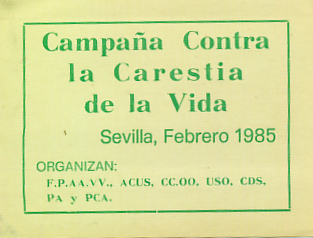 Campaña Contra
la Carestia
de la Vida
Sevilla, Febrero 1985
ORGANIZAN:
F.P.AA.VV., ACUS, CC.OO, USO, CDS,
PA y PCA.